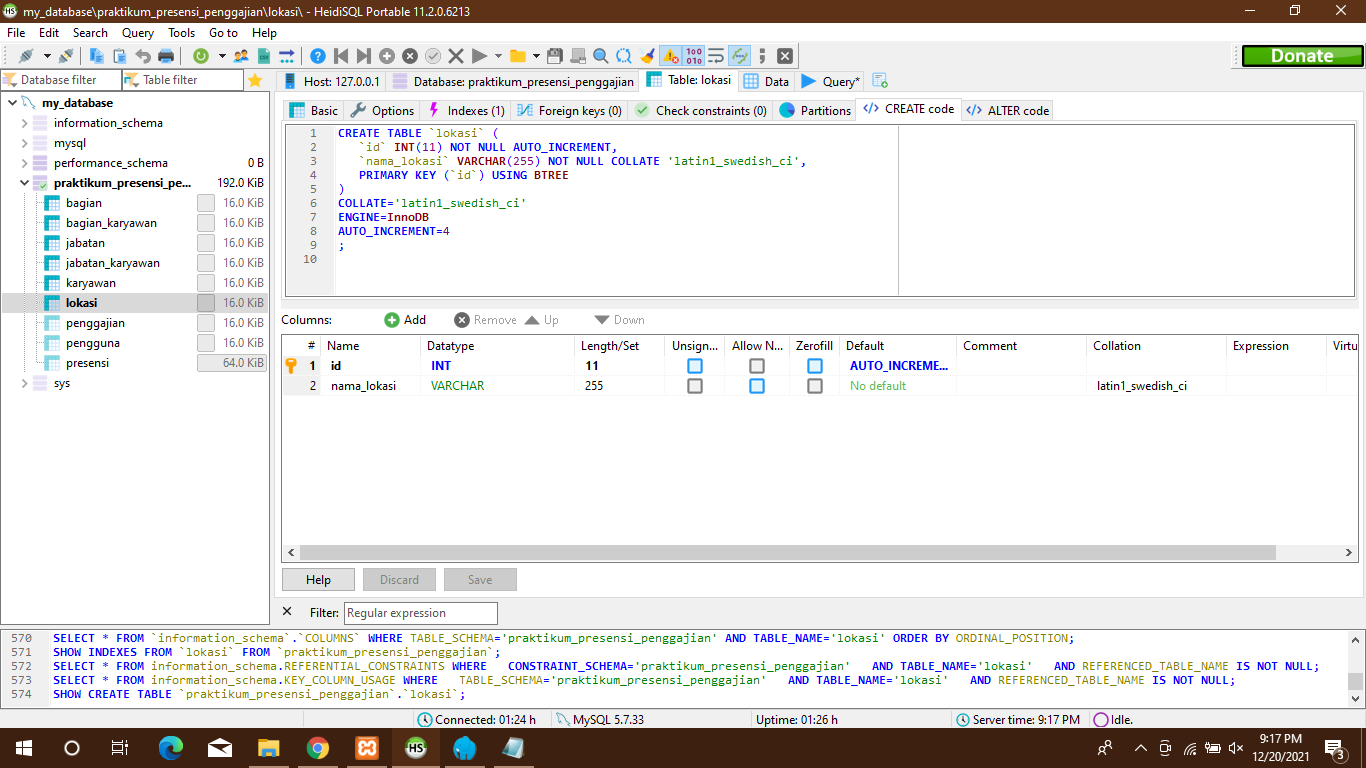 my_database\praktikum_presensi_penggajian\lokasi\ - HeidiSQL Portable 11.2.0.6213
File Edit Search Query Tools Go to Help
Donate
Database filter Table filter
Host: 127.0.0.1 Database: praktikum_presensi_penggajian Table: lokasi Data Query*
my_database
information_schema
mysql
performance_schema 0 B
praktikum_presensi_pe... 192.0 KiB
bagian 16.0 KiB
bagian_karyawan 16.0 KiB
jabatan 16.0 KiB
jabatan_karyawan 16.0 KiB
karyawan 16.0 KiB
lokasi 16.0 KiB
penggajian 16.0 KiB
pengguna 16.0 KiB
presensi 64.0 KiB
sys
Basic Options Indexes (1) Foreign keys (0) Check constraints (0) Partitions CREATE code ALTER code
1 CREATE TABLE `lokasi` (
2 `id` INT(11) NOT NULL AUTO_INCREMENT,
3 `nama_lokasi` VARCHAR(255) NOT NULL COLLATE 'latin1_swedish_ci',
4 PRIMARY KEY (`id`) USING BTREE
5 )
6 COLLATE='latin1_swedish_ci'
7 ENGINE=InnoDB
8 AUTO_INCREMENT=4
9 ;
10
Columns: Add Remove Up Down
# Name Datatype Length/Set Unsign... Allow N... Zerofill Default Comment Collation Expression Virtu
1 id INT 11 AUTO_INCREME...
2 nama_lokasi VARCHAR 255 No default latin1_swedish_ci
Help Discard Save
Filter: Regular expression
570 SELECT * FROM `information_schema`.`COLUMNS` WHERE TABLE_SCHEMA='praktikum_presensi_penggajian' AND TABLE_NAME='lokasi' ORDER BY ORDINAL_POSITION;
571 SHOW INDEXES FROM `lokasi` FROM `praktikum_presensi_penggajian`;
572 SELECT * FROM information_schema.REFERENTIAL_CONSTRAINTS WHERE CONSTRAINT_SCHEMA='praktikum_presensi_penggajian' AND TABLE_NAME='lokasi' AND REFERENCED_TABLE_NAME IS NOT NULL;
573 SELECT * FROM information_schema.KEY_COLUMN_USAGE WHERE TABLE_SCHEMA='praktikum_presensi_penggajian' AND TABLE_NAME='lokasi' AND REFERENCED_TABLE_NAME IS NOT NULL;
574 SHOW CREATE TABLE `praktikum_presensi_penggajian`.`lokasi`;
Connected: 01:24 h MySQL 5.7.33 Uptime: 01:26 h Server time: 9:17 PM Idle.
9:17 PM
12/20/2021
3